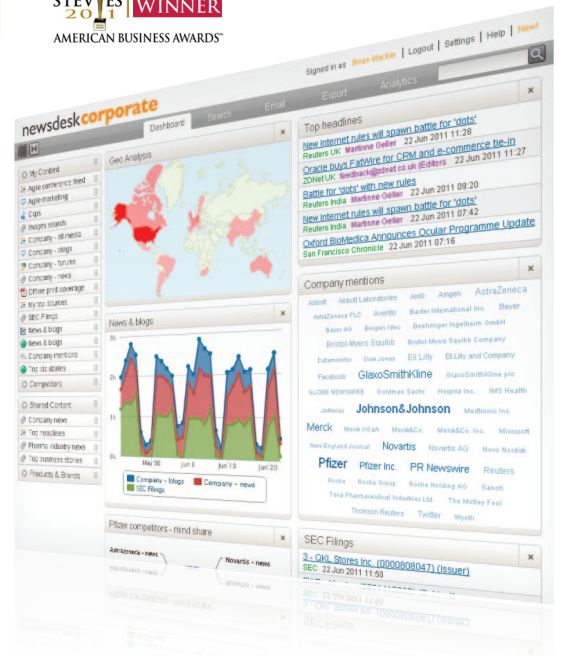 STEVIES
2011 WINNER
AMERICAN BUSINESS AWARDS™
Signed in as Brian Mackie | Logout | Settings | Help | New!
newsdeskcorporate
Dashboard Search Email Export Analytics
My Content
Agile conference feed
Agile marketing
Images search
Company - all media
Company - blogs
Company - forums
Company - news
Office print coverage
My top sources
SEC Filings
News & blogs
News & blogs
Company mentions
Top biz stories
Competitors
Shared Content
Company news
Top headlines
Pharma industry news
Top business stories
Products & Brands
Geo Analysis
News & blogs
3k
2k
1k
0
May'30 Jun 6 Jun'13 Jun'20
Company - blogs Company - news
SEC Filings
Pfizer competitors - mind share
Astrazeneca - news
Novartis - news
Top headlines
New Internet rules will spawn battle for 'dots'
Reuters UK Martinne Geller 22 Jun 2011 11:28
Oracle buys FatWire for CRM and e-commerce tie-in
ZDNet UK feedback@zdnet.co.uk (Editors 22 Jun 2011 11:27
Battle for 'dots' with new rules
Reuters India Martinne Geller 22 Jun 2011 09:20
New Internet rules will spawn battle for 'dots'
Reuters India Martinne Geller 22 Jun 2011 07:42
Oxford BioMedica Announces Ocular Programme Update
San Francisco Chronicle 22 Jun 2011 07:16
Company mentions
Abbott Abbott Laboratories AMD Amgen AstraZeneca
AstraZeneca PLC Aventis Baxter International Inc. Bayer
Bayer AG Biogen Idec Boehringer Ingelheim GmbH
Bristol-Myers Squibb Bristol-Myers Squibb Company
Datamonitor Dow Jones Eli Lilly Eli Lilly and Company
Facebook GlaxoSmithKline GlaxoSmithKline plc
GLOBE NEWSWIRE Goldman Sachs Hospira Inc. IMS Health
Jefferies Johnson&Johnson Medtronic Inc.
Merck Merck KGaA Merck&Co. Merck&Co. Inc. Microsoft
New England Journal Novartis Novartis AG Novo Nordisk
Pfizer Pfizer Inc. PR Newswire Reuters
Roche Roche Group Roche Holding AG Sanofi
Teva Pharmaceutical Industries Ltd. The Motley Fool
Thomson Reuters Twitter Wyeth
SEC Filings
3 - QKL Stores Inc. (0000808047) (Issuer)
SEC 22 Jun 2011 11:50